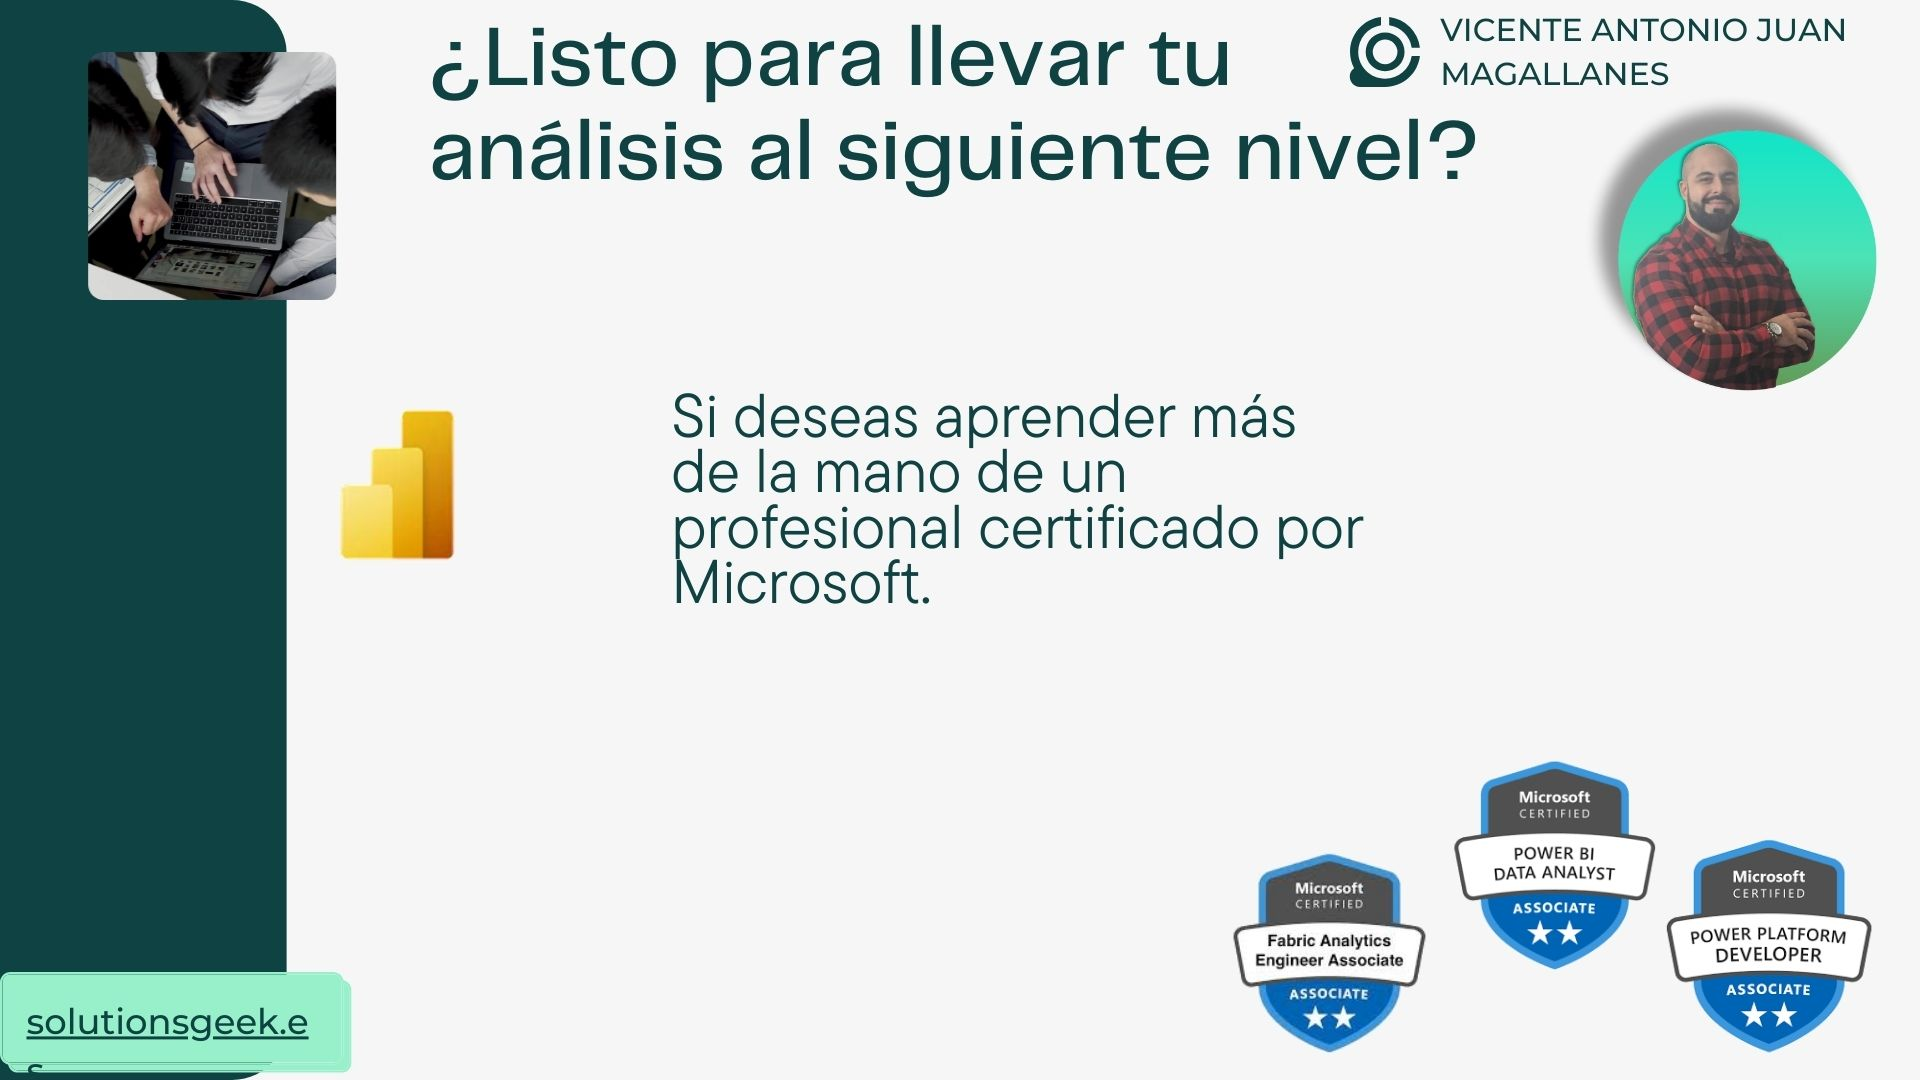 ¿Listo para llevar tu
análisis al siguiente nivel?
VICENTE ANTONIO JUAN
MAGALLANES
Si deseas aprender más
de la mano de un
profesional certificado por
Microsoft.
Microsoft
CERTIFIED
Fabric Analytics
Engineer Associate
ASSOCIATE
Microsoft
CERTIFIED
POWER BI
DATA ANALYST
ASSOCIATE
Microsoft
CERTIFIED
POWER PLATFORM
DEVELOPER
ASSOCIATE
solutionsgeek.e
s